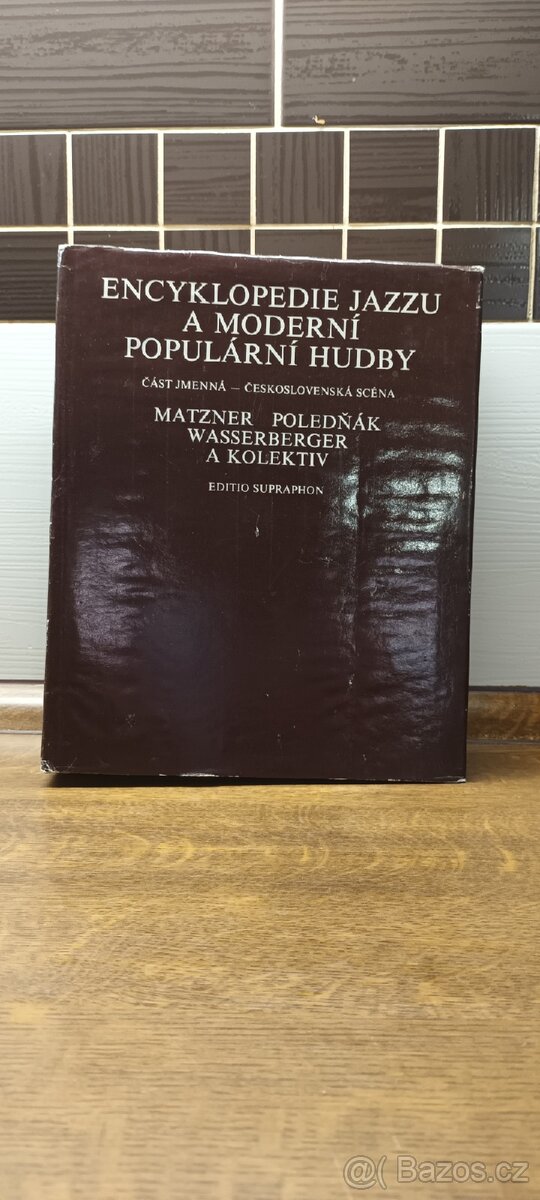 ENCYKLOPEDIE JAZZU
A MODERNÍ
POPULÁRNÍ HUDBY
ČÁST JMENNÁ – ČESKOSLOVENSKÁ SCÉNA
MATZNER POLEDŇÁK
WASSERBERGER
A KOLEKTIV
EDITIO SUPRAPHON
@( Bazos.cz